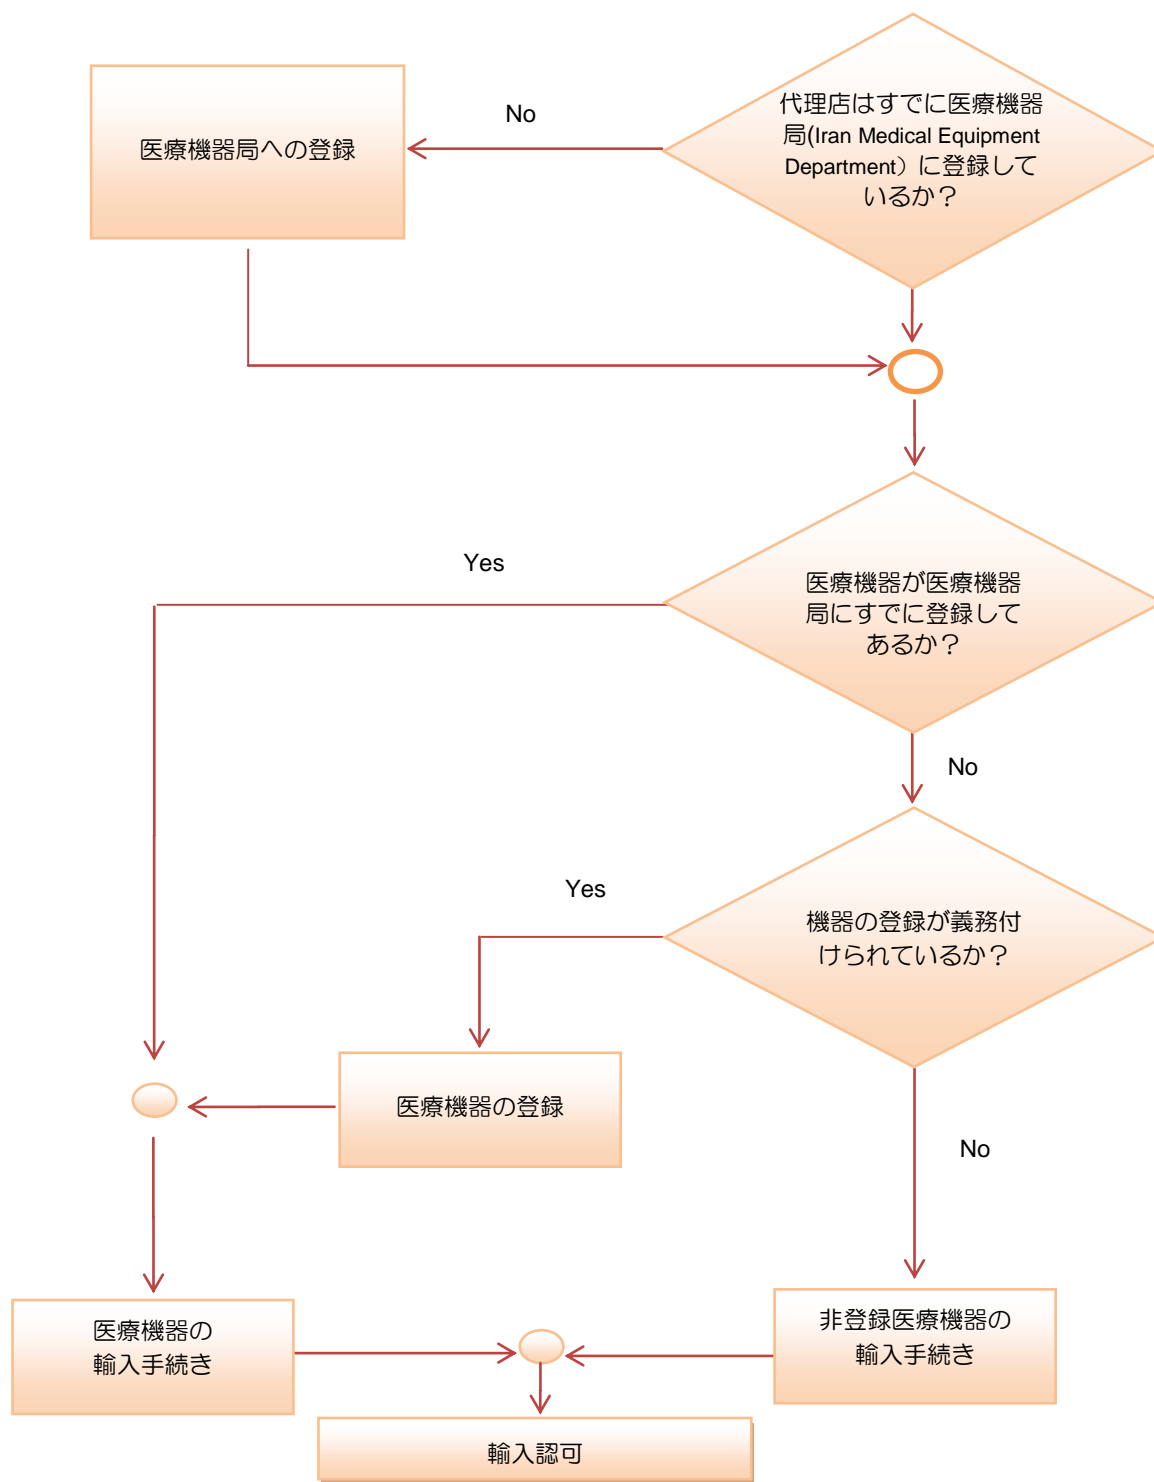 代理店はすでに医療機器
局(Iran Medical Equipment
Department）に登録して
いるか？
No
医療機器局への登録
Yes
医療機器が医療機器
局にすでに登録して
あるか？
No
Yes
機器の登録が義務付
けられているか？
医療機器の登録
No
医療機器の
輸入手続き
非登録医療機器の
輸入手続き
輸入認可